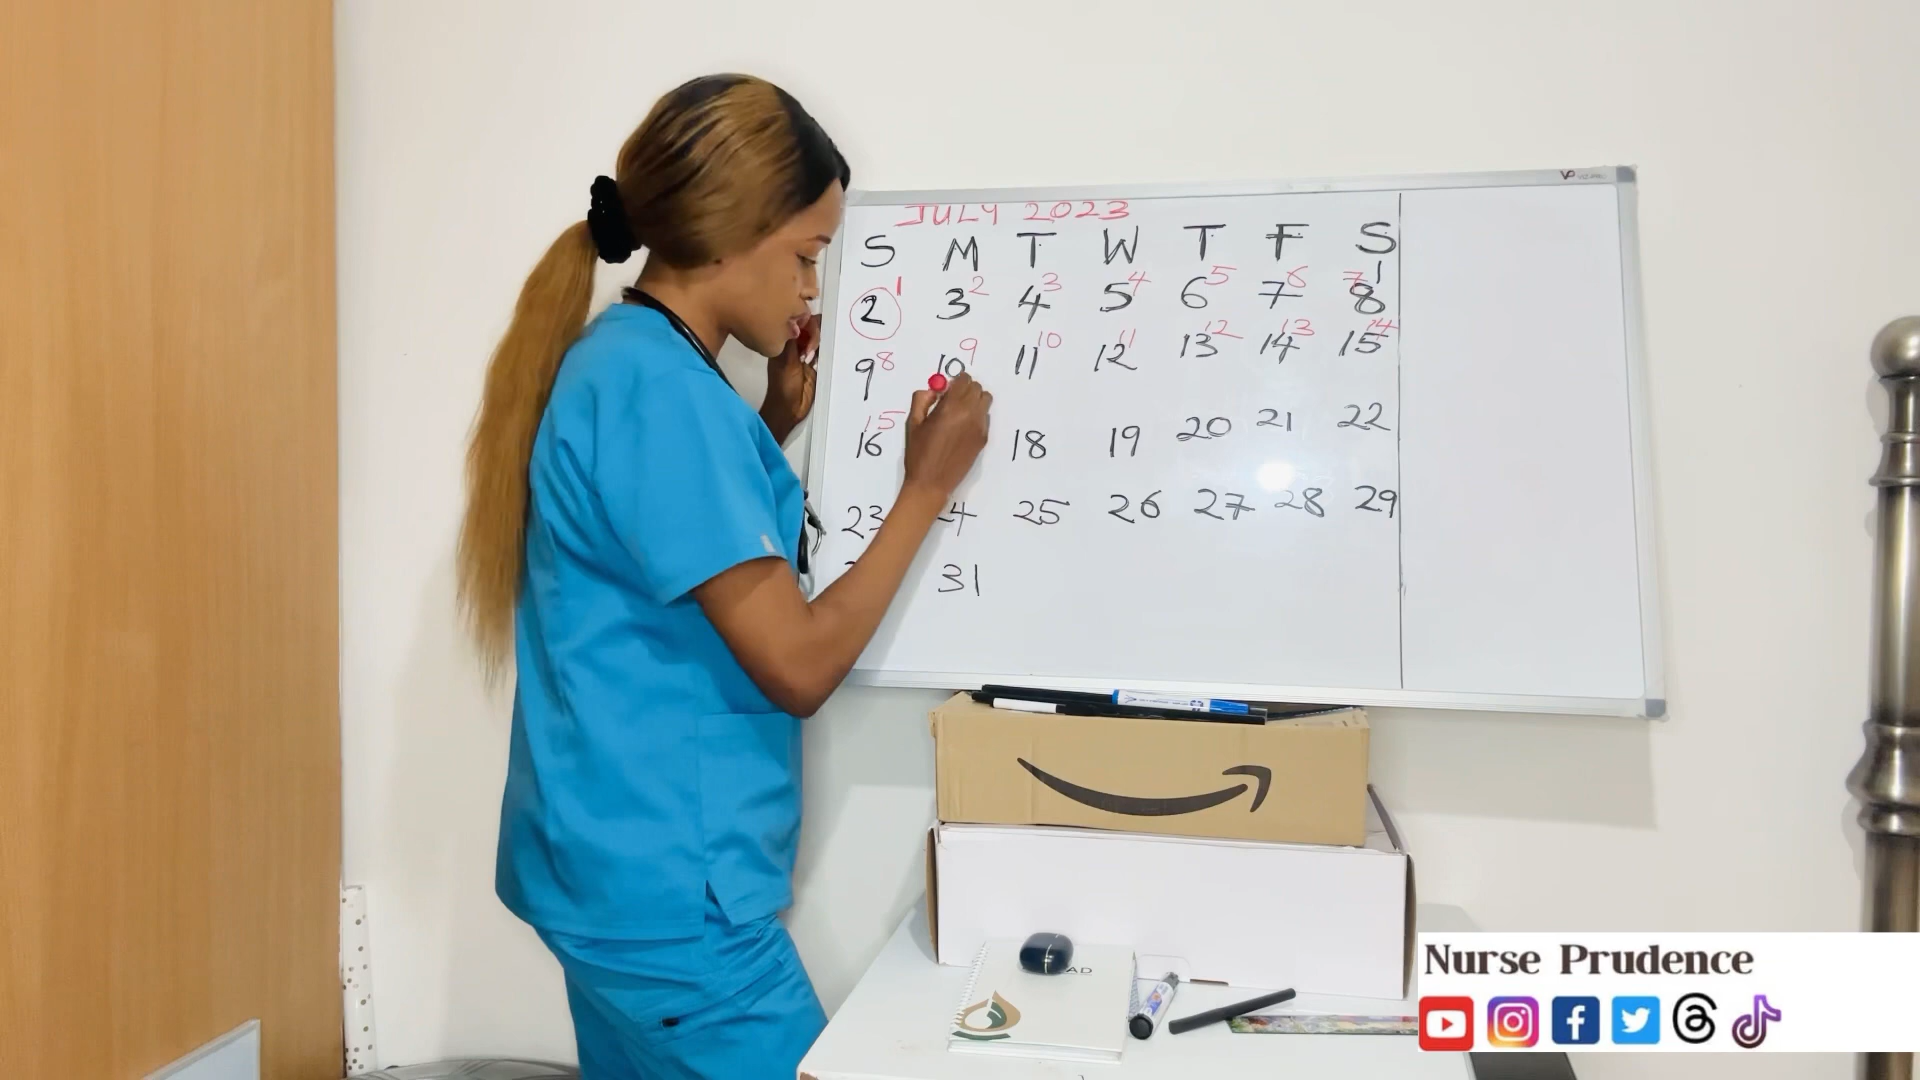 JULY 2023
S M T W T F S
1
1 2 3 4 5 6 7
2 3 4 5 6 7 8
8 9 10 11 12 13 14
9 10 11 12 13 14 15
15
16 18 19 20 21 22
23 4 25 26 27 28 29
31
AD
Nurse Prudence